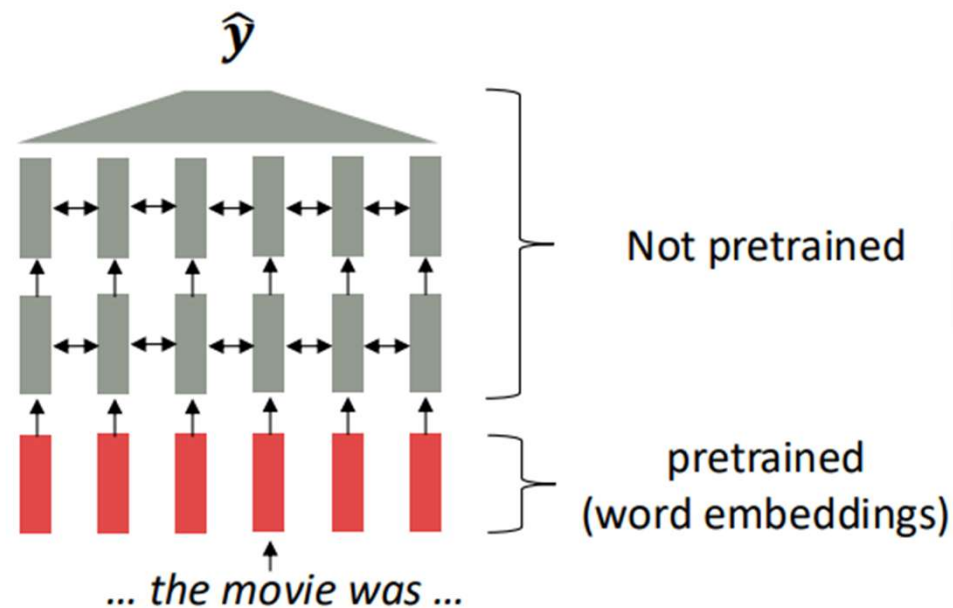 ŷ
Not pretrained
pretrained
(word embeddings)
... the movie was ...